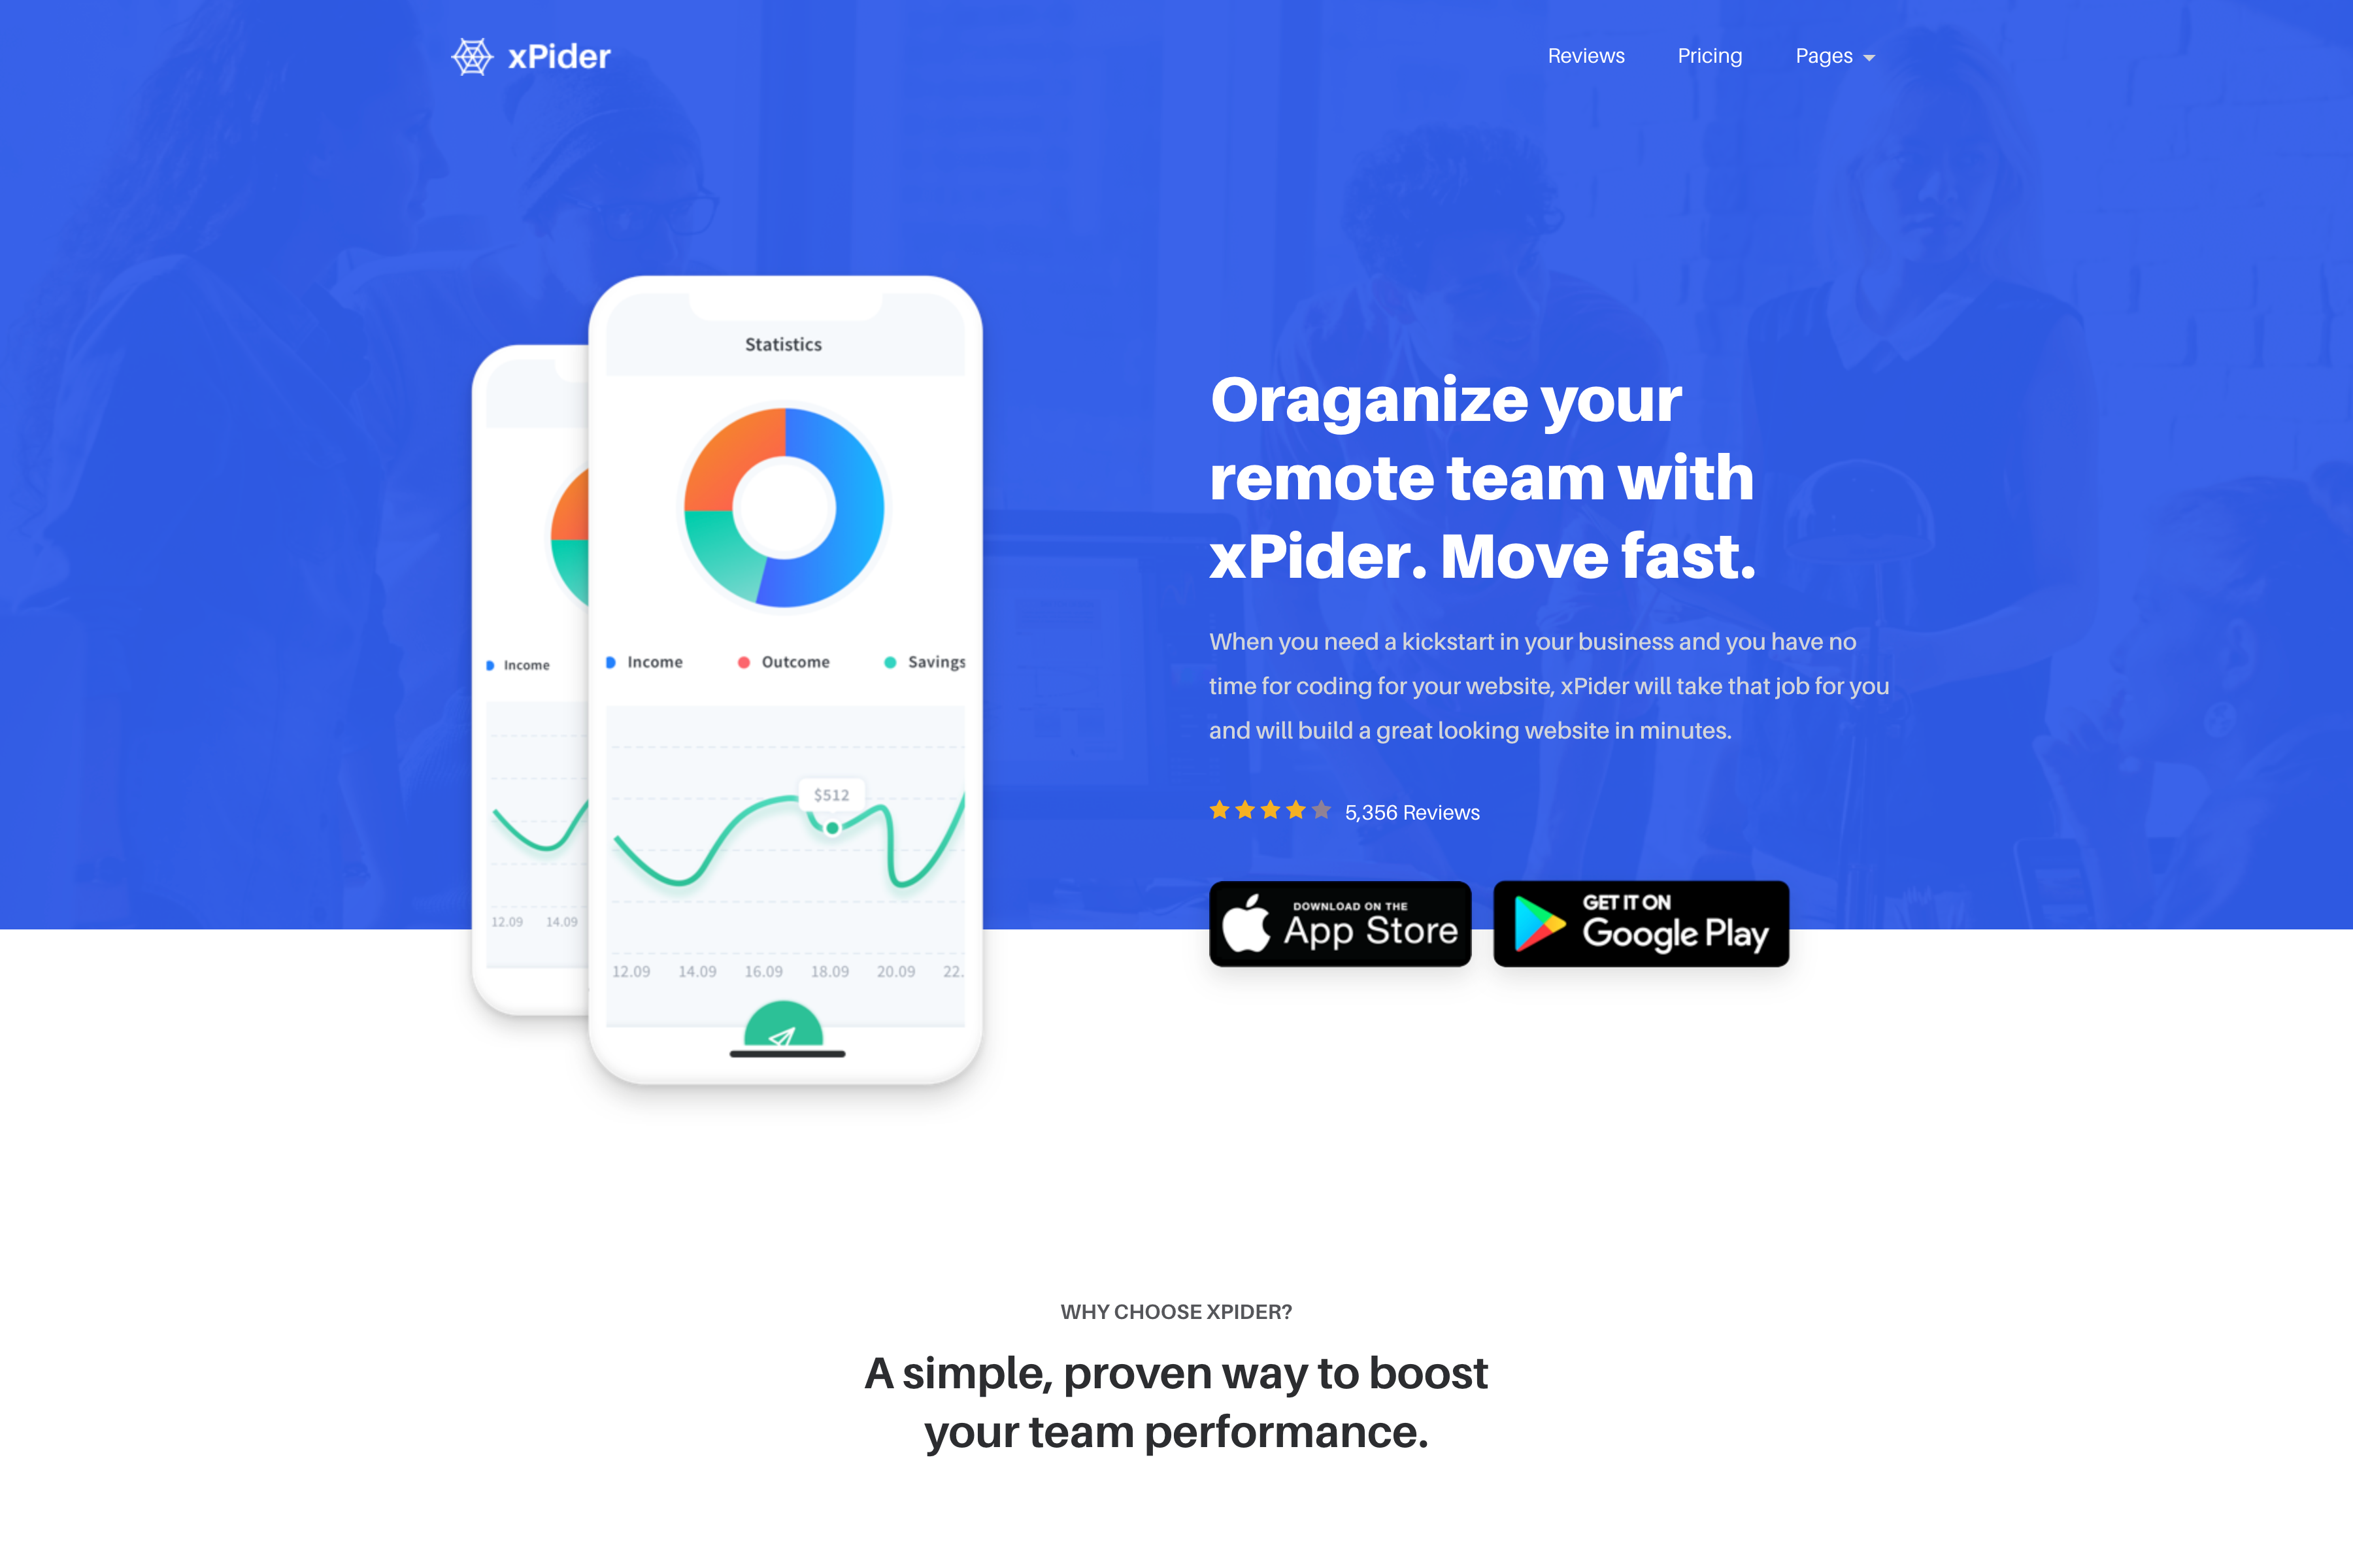 xPider
Reviews
Pricing
Pages
Statistics
Income
Outcome
Savings
$512
12.09 14.09 16.09 18.09 20.09 22.
Income
12.09 14.09
Oraganize your
remote team with
xPider. Move fast.
When you need a kickstart in your business and you have no
time for coding for your website, xPider will take that job for you
and will build a great looking website in minutes.
5,356 Reviews
DOWNLOAD ON THE
App Store
GET IT ON
Google Play
WHY CHOOSE XPIDER?
A simple, proven way to boost
your team performance.